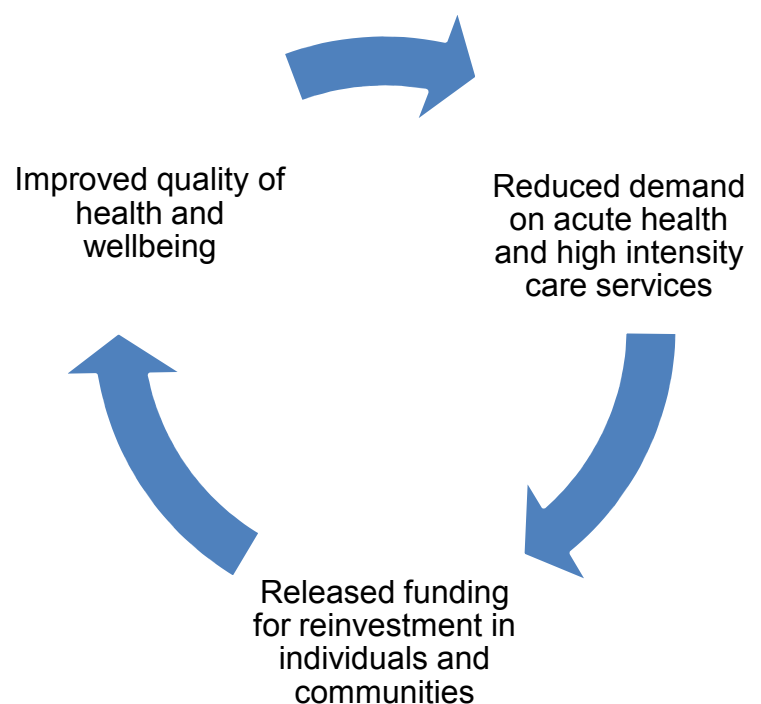 Improved quality of
health and
wellbeing
Reduced demand
on acute health
and high intensity
care services
Released funding
for reinvestment in
individuals and
communities